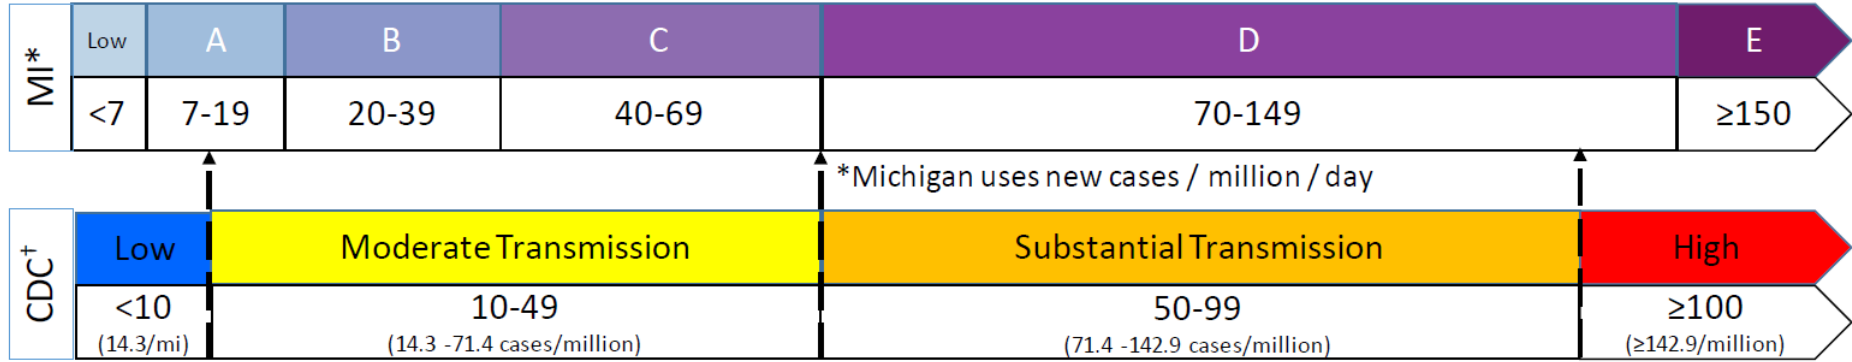 MI*
Low A B C D E
<7 7-19 20-39 40-69 70-149 ≥150
*Michigan uses new cases / million / day
CDC†
Low Moderate Transmission Substantial Transmission High
<10 10-49 50-99 ≥100
(14.3/mi) (14.3 -71.4 cases/million) (71.4 -142.9 cases/million) (≥142.9/million)